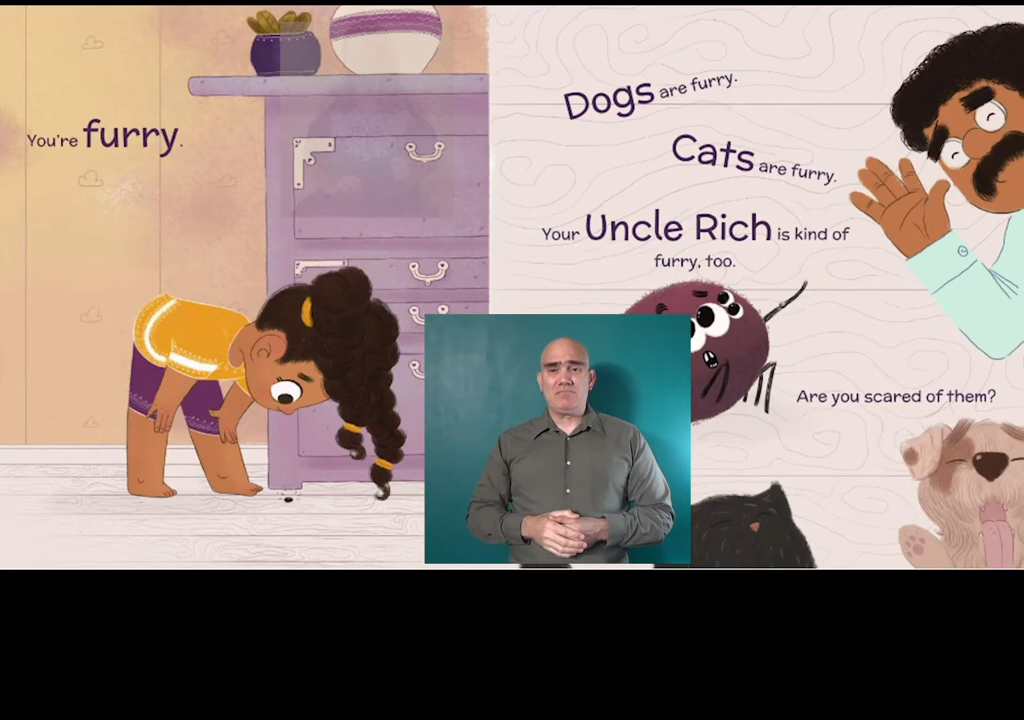 You're furry.
Dogs are furry.
Cats are furry.
Your Uncle Rich is kind of
furry, too.
Are you scared of them?